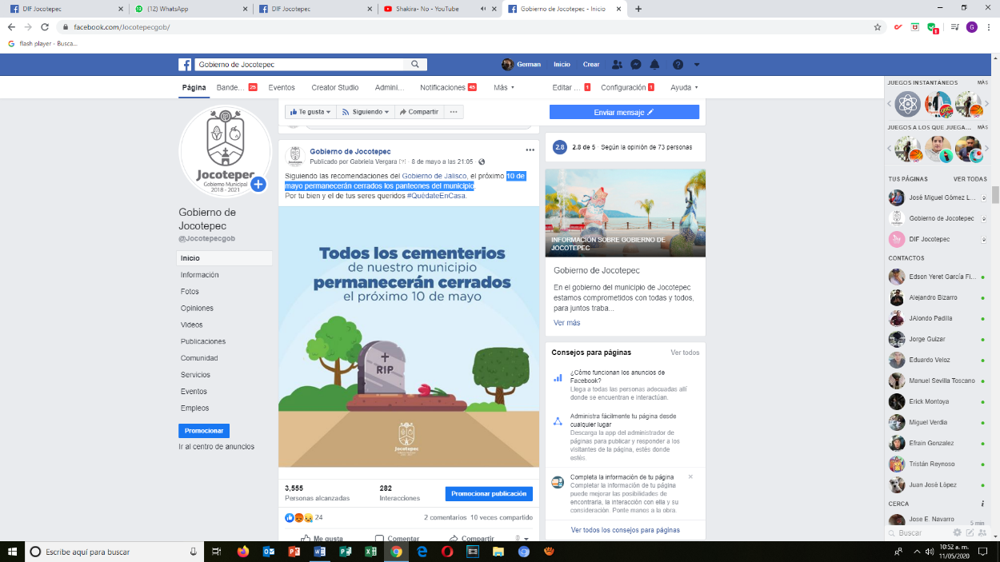 DIF Jocotepec
(12) WhatsApp
DIF Jocotepec
Shakira- No - YouTube
Gobierno de Jocotepec - Inicio
facebook.com/Jocotepecgob/
flash player - Busca...
Gobierno de Jocotepec
German
Inicio
Crear
Página
Bande... 25
Eventos
Creator Studio
Admini...
Notificaciones 45
Más
Editar ... 1
Configuración 1
Ayuda
Te gusta
Siguiendo
Compartir
Enviar mensaje
Jocotepec
Gobierno Municipal
2018 - 2021
Gobierno de
Jocotepec
@Jocotepecgob
Inicio
Información
Fotos
Opiniones
Videos
Publicaciones
Comunidad
Servicios
Eventos
Empleos
Promocionar
Ir al centro de anuncios
Gobierno de Jocotepec
Publicado por Gabriela Vergara [?] · 8 de mayo a las 21:05 ·
Siguiendo las recomendaciones del Gobierno de Jalisco, el próximo 10 de
mayo permanecerán cerrados los panteones del municipio.
Por tu bien y el de tus seres queridos #QuédateEnCasa.
Todos los cementerios
de nuestro municipio
permanecerán cerrados
el próximo 10 de mayo
RIP
Jocotepec
3,555
Personas alcanzadas
282
Interacciones
Promocionar publicación
24
2 comentarios 10 veces compartido
Me gusta
Comentar
Compartir
2.8
2.8 de 5 · Según la opinión de 73 personas
INFORMACIÓN SOBRE GOBIERNO DE
JOCOTEPEC
Gobierno de Jocotepec
En el gobierno del municipio de Jocotepec
estamos comprometidos con todas y todos,
para juntos traba...
Ver más
Consejos para páginas
Ver todos
¿Cómo funcionan los anuncios de
Facebook?
Llega a todas las personas adecuadas allí
donde se encuentran e interactúan.
Administra fácilmente tu página desde
cualquier lugar
Descarga la app del administrador de
páginas para publicar y responder a los
visitantes de la página, estés donde
estés.
Completa la información de tu página
Completar la información de tu página
puede mejorar las posibilidades de
encontrarla, la interacción con ella y su
consideración. Ponte manos a la obra.
Ver todos los consejos para páginas
JUEGOS INSTANTÁNEOS
MÁS
JUEGOS A LOS QUE JUEGA...
MÁS
TUS PÁGINAS
VER TODAS
José Miguel Gómez L...
Gobierno de Jocotepec
DIF Jocotepec
CONTACTOS
Edson Yeret García Fi...
Alejandro Bizarro
JAlondo Padilla
Jorge Guizar
Eduardo Veloz
Manuel Sevilla Toscano
Erick Montoya
Miguel Verdia
Efrain Gonzalez
Tristán Reynoso
Juan José López
CERCA
Jose E. Navarro
5 min
Buscar
Escribe aquí para buscar
10:52 a. m.
11/05/2020